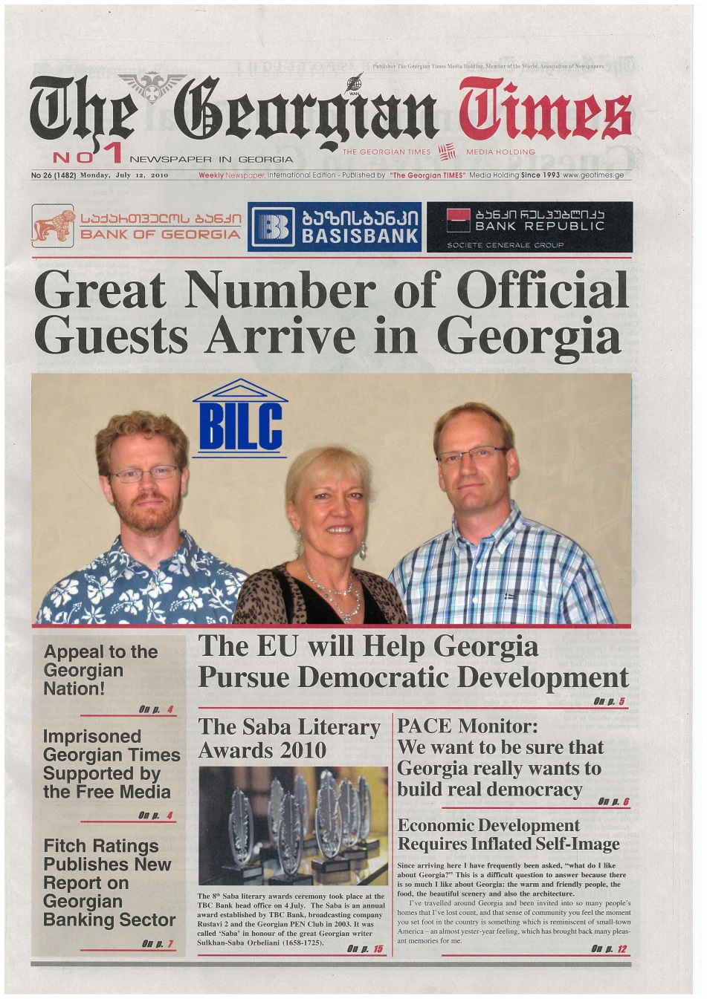 Publisher The Georgian Times Media Holding, Member of the World Association of Newspapers
The Georgian Times
WAN
NO 1 NEWSPAPER IN GEORGIA
THE GEORGIAN TIMES MEDIA HOLDING
No 26 (1482) Monday, July 12, 2010 Weekly Newspaper, International Edition - Published by "The Georgian TIMES" Media Holding Since 1993 www.geotimes.ge
საქართველოს ბანკი
BANK OF GEORGIA
BB
ბაზისბანკი
BASISBANK
ბანკი რესპუბლიკა
BANK REPUBLIC
SOCIETE GENERALE GROUP
Great Number of Official
Guests Arrive in Georgia
BILC
Appeal to the
Georgian
Nation!
On p. 4
Imprisoned
Georgian Times
Supported by
the Free Media
On p. 4
Fitch Ratings
Publishes New
Report on
Georgian
Banking Sector
On p. 7
The EU will Help Georgia
Pursue Democratic Development
On p. 5
The Saba Literary
Awards 2010
The 8th Saba literary awards ceremony took place at the
TBC Bank head office on 4 July. The Saba is an annual
award established by TBC Bank, broadcasting company
Rustavi 2 and the Georgian PEN Club in 2003. It was
called 'Saba' in honour of the great Georgian writer
Sulkhan-Saba Orbeliani (1658-1725).
On p. 15
PACE Monitor:
We want to be sure that
Georgia really wants to
build real democracy
On p. 6
Economic Development
Requires Inflated Self-Image
Since arriving here I have frequently been asked, "what do I like
about Georgia?" This is a difficult question to answer because there
is so much I like about Georgia: the warm and friendly people, the
food, the beautiful scenery and also the architecture.
I've travelled around Georgia and been invited into so many people's
homes that I've lost count, and that sense of community you feel the moment
you set foot in the country is something which is reminiscent of small-town
America – an almost yester-year feeling, which has brought back many pleas-
ant memories for me.
On p. 12